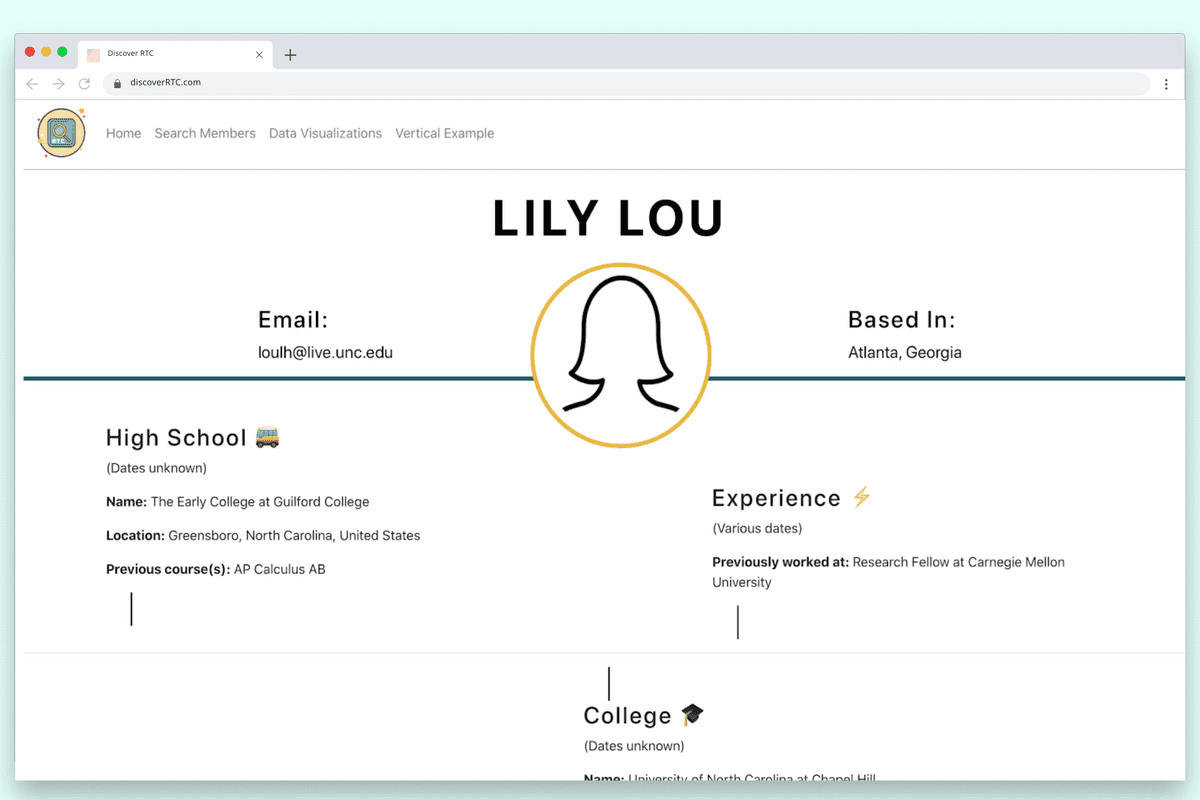 Discover RTC
discoverRTC.com
RTC
Home Search Members Data Visualizations Vertical Example
LILY LOU
Email:
loulh@live.unc.edu
Based In:
Atlanta, Georgia
High School
(Dates unknown)
Name: The Early College at Guilford College
Location: Greensboro, North Carolina, United States
Previous course(s): AP Calculus AB
Experience
(Various dates)
Previously worked at: Research Fellow at Carnegie Mellon
University
College
(Dates unknown)
Name: University of North Carolina at Chapel Hill